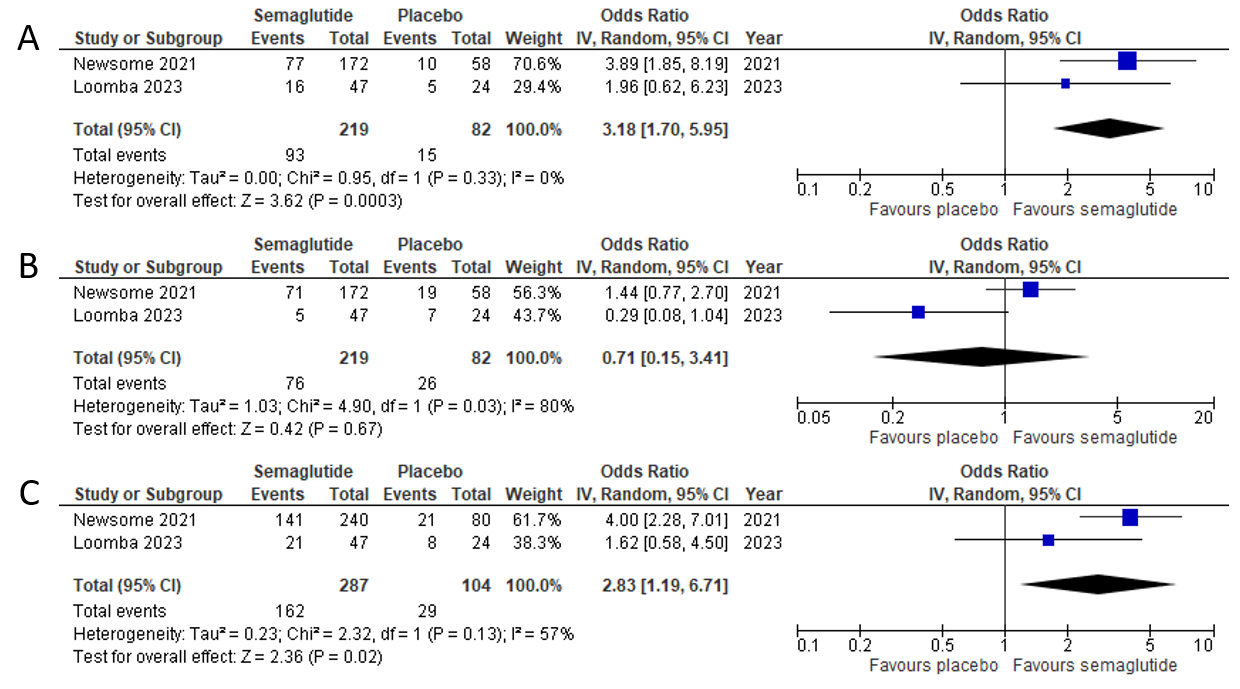 A
Semaglutide Placebo Odds Ratio Odds Ratio
Study or Subgroup Events Total Events Total Weight IV, Random, 95% CI Year IV, Random, 95% CI
Newsome 2021 77 172 10 58 70.6% 3.89 [1.85, 8.19] 2021
Loomba 2023 16 47 5 24 29.4% 1.96 [0.62, 6.23] 2023
Total (95% CI) 219 82 100.0% 3.18 [1.70, 5.95]
Total events 93 15
Heterogeneity: Tau² = 0.00; Chi² = 0.95, df = 1 (P = 0.33); I² = 0%
Test for overall effect: Z = 3.62 (P = 0.0003)
0.1 0.2 0.5 1 2 5 10
Favours placebo Favours semaglutide
B
Semaglutide Placebo Odds Ratio Odds Ratio
Study or Subgroup Events Total Events Total Weight IV, Random, 95% CI Year IV, Random, 95% CI
Newsome 2021 71 172 19 58 56.3% 1.44 [0.77, 2.70] 2021
Loomba 2023 5 47 7 24 43.7% 0.29 [0.08, 1.04] 2023
Total (95% CI) 219 82 100.0% 0.71 [0.15, 3.41]
Total events 76 26
Heterogeneity: Tau² = 1.03; Chi² = 4.90, df = 1 (P = 0.03); I² = 80%
Test for overall effect: Z = 0.42 (P = 0.67)
0.05 0.2 1 5 20
Favours placebo Favours semaglutide
C
Semaglutide Placebo Odds Ratio Odds Ratio
Study or Subgroup Events Total Events Total Weight IV, Random, 95% CI Year IV, Random, 95% CI
Newsome 2021 141 240 21 80 61.7% 4.00 [2.28, 7.01] 2021
Loomba 2023 21 47 8 24 38.3% 1.62 [0.58, 4.50] 2023
Total (95% CI) 287 104 100.0% 2.83 [1.19, 6.71]
Total events 162 29
Heterogeneity: Tau² = 0.23; Chi² = 2.32, df = 1 (P = 0.13); I² = 57%
Test for overall effect: Z = 2.36 (P = 0.02)
0.1 0.2 0.5 1 2 5 10
Favours placebo Favours semaglutide